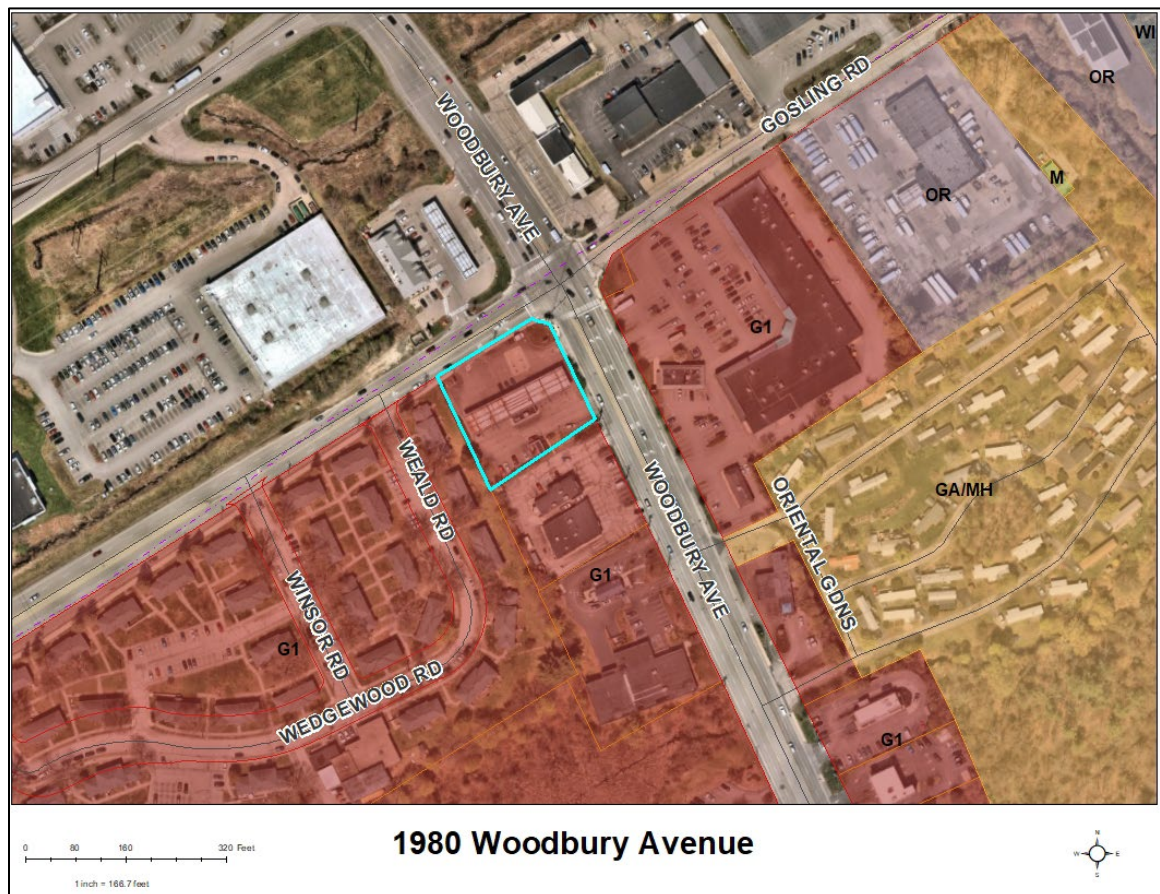 WI
OR
WOODBURY AVE
GOSLING RD
M
OR
G1
WEALD RD
GA/MH
WOODBURY AVE
ORIENTAL GDNS
G1
WINSOR RD
G1
WEDGEWOOD RD
G1
1980 Woodbury Avenue
0 80 160 320 Feet
1 inch = 166.7 feet
N
W E
S